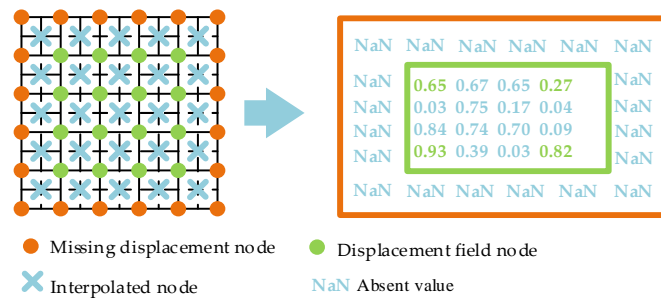 NaN NaN NaN NaN NaN NaN
NaN 0.65 0.67 0.65 0.27 NaN
NaN 0.03 0.75 0.17 0.04 NaN
NaN 0.84 0.74 0.70 0.09 NaN
NaN 0.93 0.39 0.03 0.82 NaN
NaN NaN NaN NaN NaN NaN
Missing displacement node Displacement field node
Interpolated node NaN Absent value